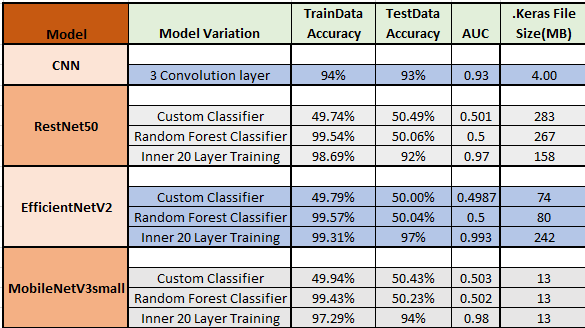 Model Model Variation TrainData Accuracy TestData Accuracy AUC .Keras File Size(MB)
CNN
3 Convolution layer 94% 93% 0.93 4.00
RestNet50
Custom Classifier 49.74% 50.49% 0.501 283
Random Forest Classifier 99.54% 50.06% 0.5 267
Inner 20 Layer Training 98.69% 92% 0.97 158
EfficientNetV2
Custom Classifier 49.79% 50.00% 0.4987 74
Random Forest Classifier 99.57% 50.04% 0.5 80
Inner 20 Layer Training 99.31% 97% 0.993 242
MobileNetV3small
Custom Classifier 49.94% 50.43% 0.503 13
Random Forest Classifier 99.43% 50.23% 0.502 13
Inner 20 Layer Training 97.29% 94% 0.98 13